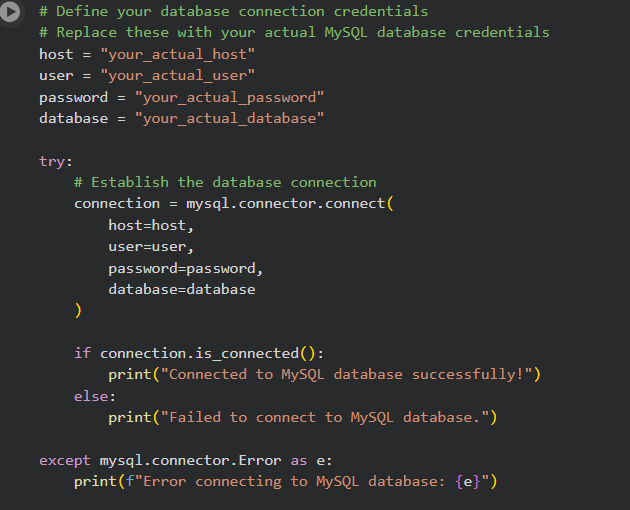 # Define your database connection credentials
# Replace these with your actual MySQL database credentials
host = "your_actual_host"
user = "your_actual_user"
password = "your_actual_password"
database = "your_actual_database"

try:
    # Establish the database connection
    connection = mysql.connector.connect(
        host=host,
        user=user,
        password=password,
        database=database
    )

    if connection.is_connected():
        print("Connected to MySQL database successfully!")
    else:
        print("Failed to connect to MySQL database.")

except mysql.connector.Error as e:
    print(f"Error connecting to MySQL database: {e}")